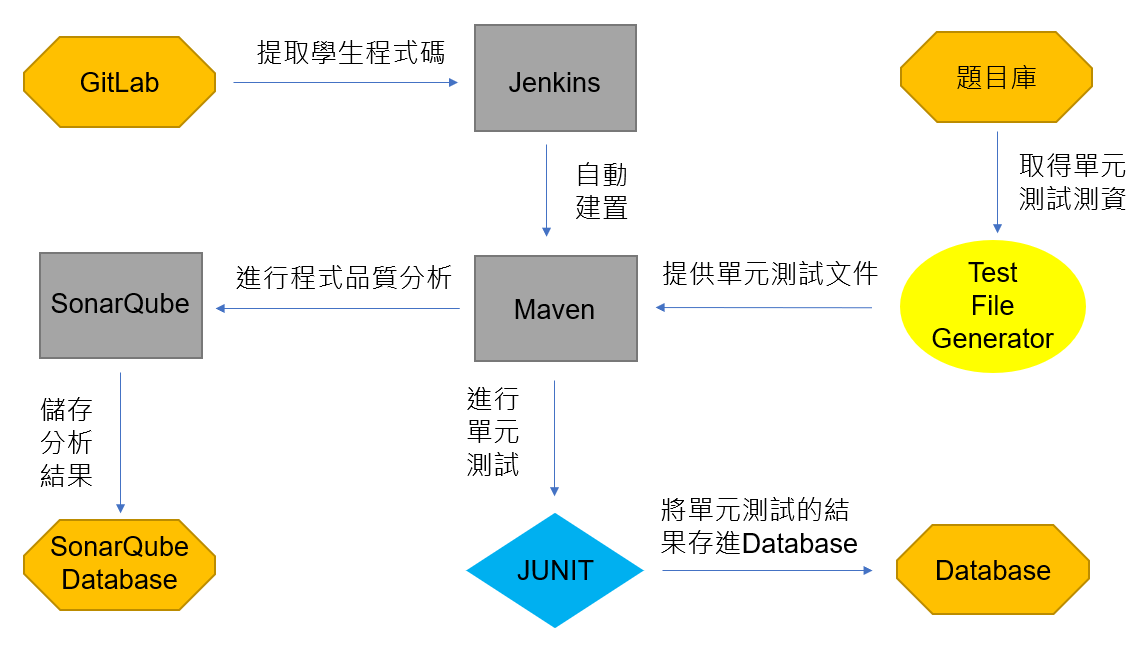 GitLab
提取學生程式碼
Jenkins
題目庫
自動
建置
取得單元
測試測資
SonarQube
進行程式品質分析
Maven
提供單元測試文件
Test
File
Generator
儲存
分析
結果
進行
單元
測試
SonarQube
Database
JUNIT
將單元測試的結
果存進Database
Database